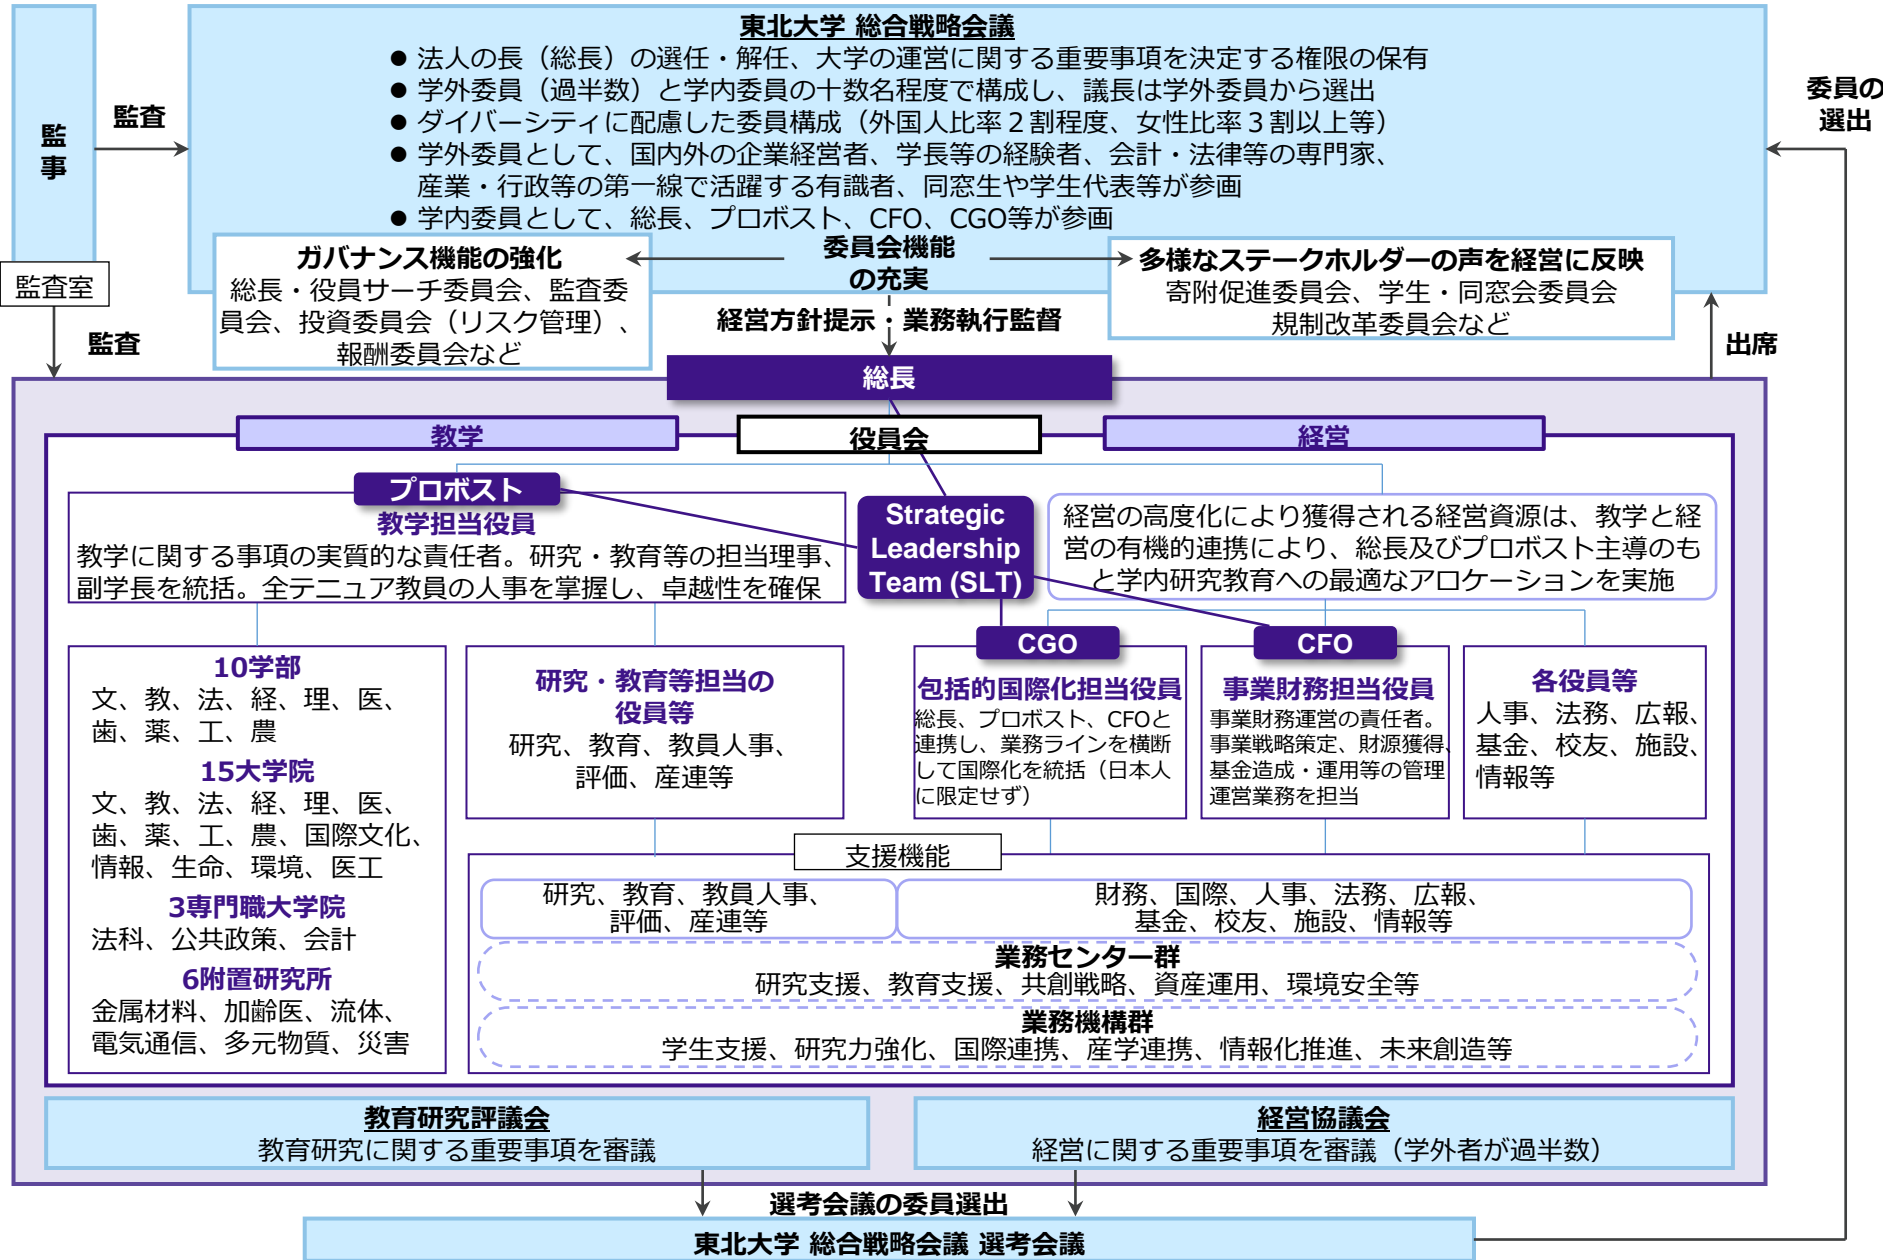 東北大学 総合戦略会議
● 法人の長（総長）の選任・解任、大学の運営に関する重要事項を決定する権限の保有
● 学外委員（過半数）と学内委員の十数名程度で構成し、議長は学外委員から選出
● ダイバーシティに配慮した委員構成（外国人比率２割程度、女性比率３割以上等）
● 学外委員として、国内外の企業経営者、学長等の経験者、会計・法律等の専門家、
産業・行政等の第一線で活躍する有識者、同窓生や学生代表等が参画
● 学内委員として、総長、プロボスト、CFO、CGO等が参画
監
事
監査
委員の
選出
監査室
監査
ガバナンス機能の強化
総長・役員サーチ委員会、監査委
員会、投資委員会（リスク管理）、
報酬委員会など
委員会機能
の充実
多様なステークホルダーの声を経営に反映
寄附促進委員会、学生・同窓会委員会
規制改革委員会など
経営方針提示・業務執行監督
出席
総長
教学
役員会
経営
プロボスト
教学担当役員
教学に関する事項の実質的な責任者。研究・教育等の担当理事、
副学長を統括。全テニュア教員の人事を掌握し、卓越性を確保
Strategic
Leadership
Team (SLT)
経営の高度化により獲得される経営資源は、教学と経
営の有機的連携により、総長及びプロボスト主導のも
と学内研究教育への最適なアロケーションを実施
10学部
文、教、法、経、理、医、
歯、薬、工、農
15大学院
文、教、法、経、理、医、
歯、薬、工、農、国際文化、
情報、生命、環境、医工
3専門職大学院
法科、公共政策、会計
6附置研究所
金属材料、加齢医、流体、
電気通信、多元物質、災害
研究・教育等担当の
役員等
研究、教育、教員人事、
評価、産連等
CGO
包括的国際化担当役員
総長、プロボスト、CFOと
連携し、業務ラインを横断
して国際化を統括（日本人
に限定せず）
CFO
事業財務担当役員
事業財務運営の責任者。
事業戦略策定、財源獲得、
基金造成・運用等の管理
運営業務を担当
各役員等
人事、法務、広報、
基金、校友、施設、
情報等
支援機能
研究、教育、教員人事、
評価、産連等
財務、国際、人事、法務、広報、
基金、校友、施設、情報等
業務センター群
研究支援、教育支援、共創戦略、資産運用、環境安全等
業務機構群
学生支援、研究力強化、国際連携、産学連携、情報化推進、未来創造等
教育研究評議会
教育研究に関する重要事項を審議
経営協議会
経営に関する重要事項を審議（学外者が過半数）
選考会議の委員選出
東北大学 総合戦略会議 選考会議